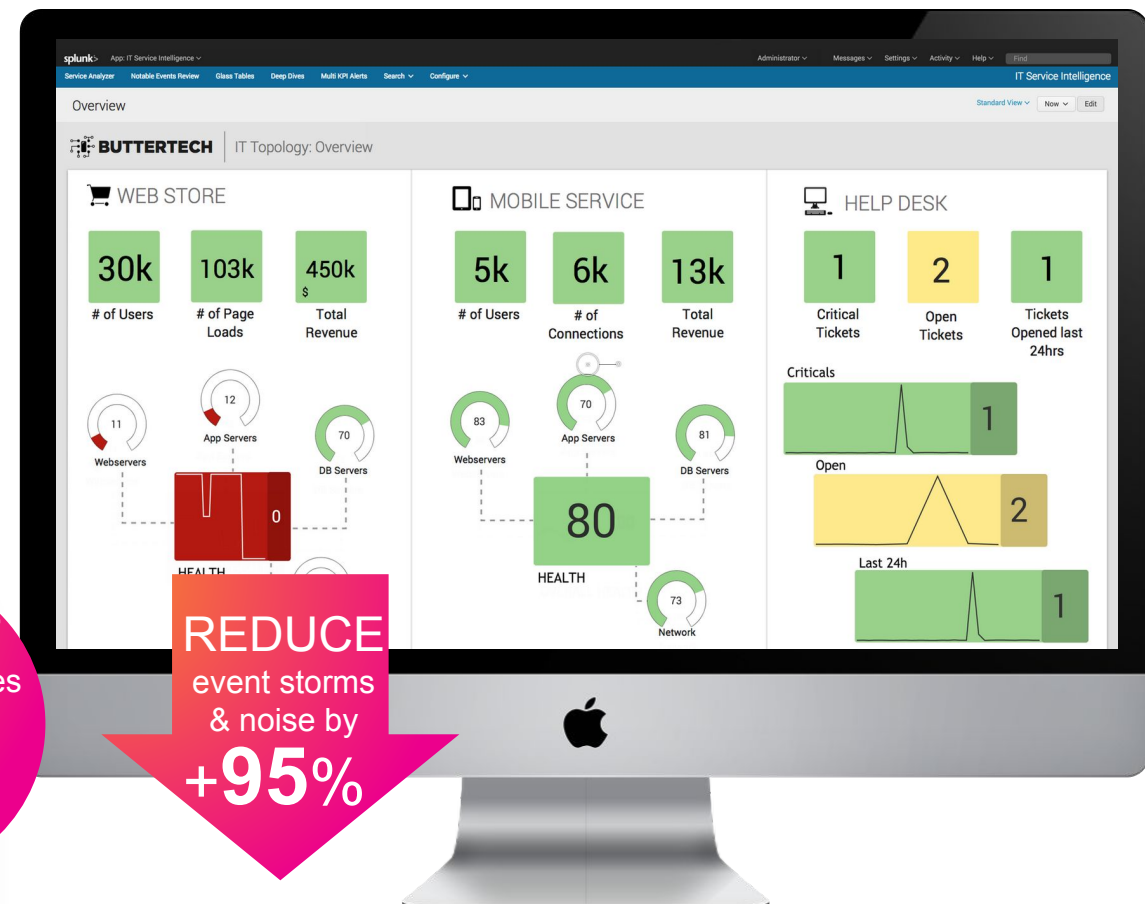 splunk> App: IT Service Intelligence
Administrator Messages Settings Activity Help Find
Service Analyzer Notable Events Review Glass Tables Deep Dives Multi KPI Alerts Search Configure
IT Service Intelligence
Overview
Standard View Now Edit
BUTTERTECH IT Topology: Overview
WEB STORE
30k
103k
450k
$
# of Users
# of Page
Loads
Total
Revenue
11
Webservers
12
App Servers
70
DB Servers
0
HEALTH
MOBILE SERVICE
5k
6k
13k
# of Users
# of
Connections
Total
Revenue
83
Webservers
70
App Servers
81
DB Servers
80
HEALTH
73
Network
HELP DESK
1
2
1
Critical
Tickets
Open
Tickets
Tickets
Opened last
24hrs
Criticals
1
Open
2
Last 24h
1
REDUCE
event storms
& noise by
+95%